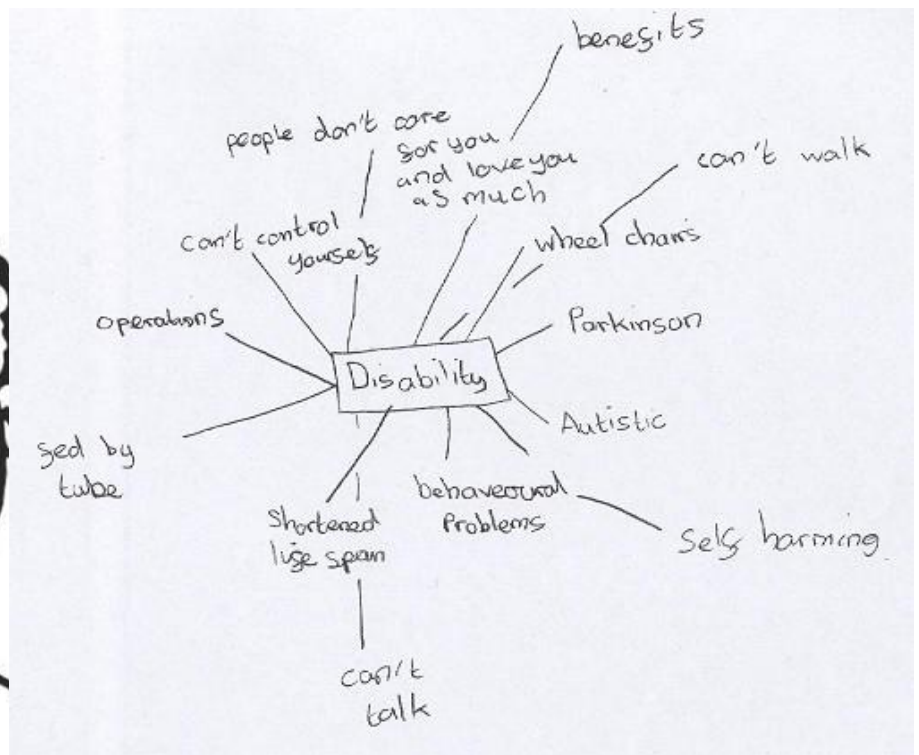 benefits
people don't care
for you
and love you
as much
can't walk
can't control
yourself
wheel chairs
operations
Parkinson
Disability
Autistic
fed by
tube
behaveoural
Problems
Shortened
life span
self harming
can't
talk